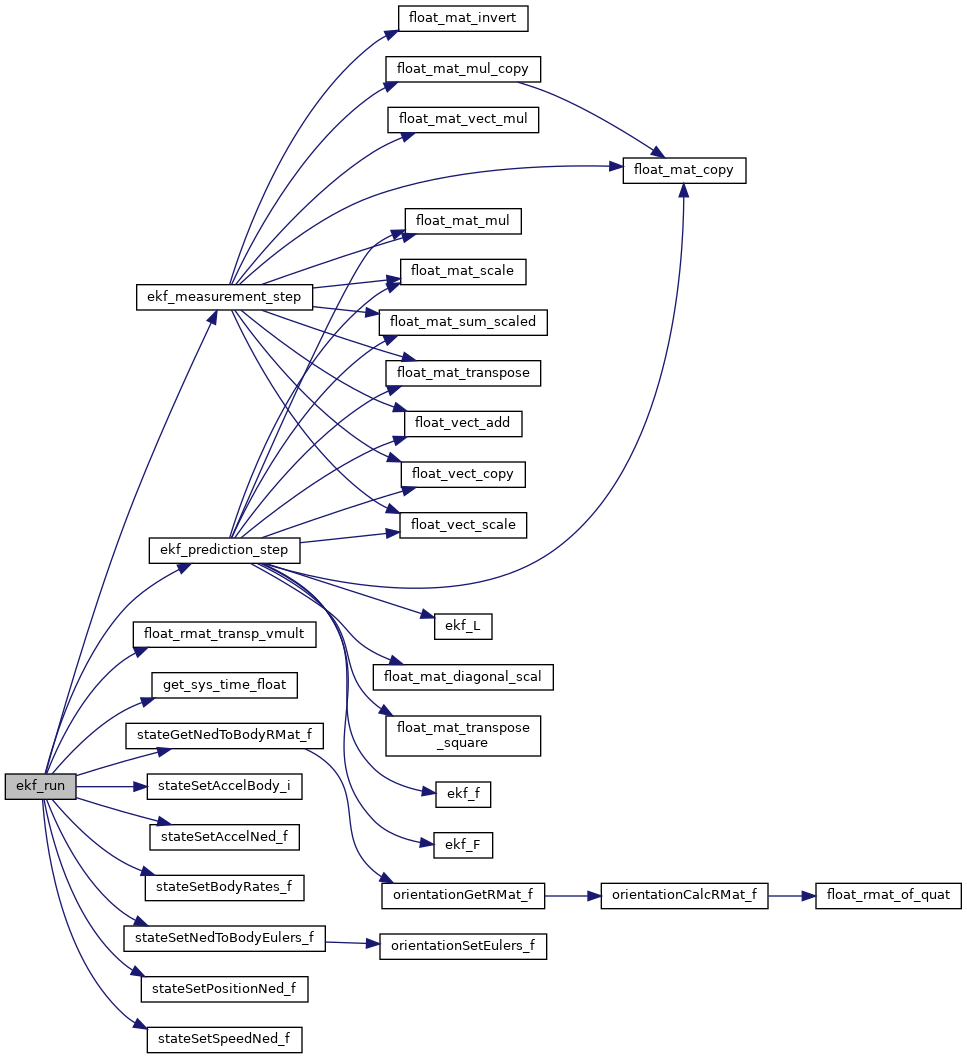 float_mat_invert
float_mat_mul_copy
float_mat_vect_mul
float_mat_copy
float_mat_mul
float_mat_scale
ekf_measurement_step
float_mat_sum_scaled
float_mat_transpose
float_vect_add
float_vect_copy
float_vect_scale
ekf_prediction_step
ekf_L
float_rmat_transp_vmult
float_mat_diagonal_scal
get_sys_time_float
float_mat_transpose
_square
stateGetNedToBodyRMat_f
ekf_run
stateSetAccelBody_i
ekf_f
stateSetAccelNed_f
ekf_F
stateSetBodyRates_f
orientationGetRMat_f
orientationCalcRMat_f
float_rmat_of_quat
stateSetNedToBodyEulers_f
orientationSetEulers_f
stateSetPositionNed_f
stateSetSpeedNed_f